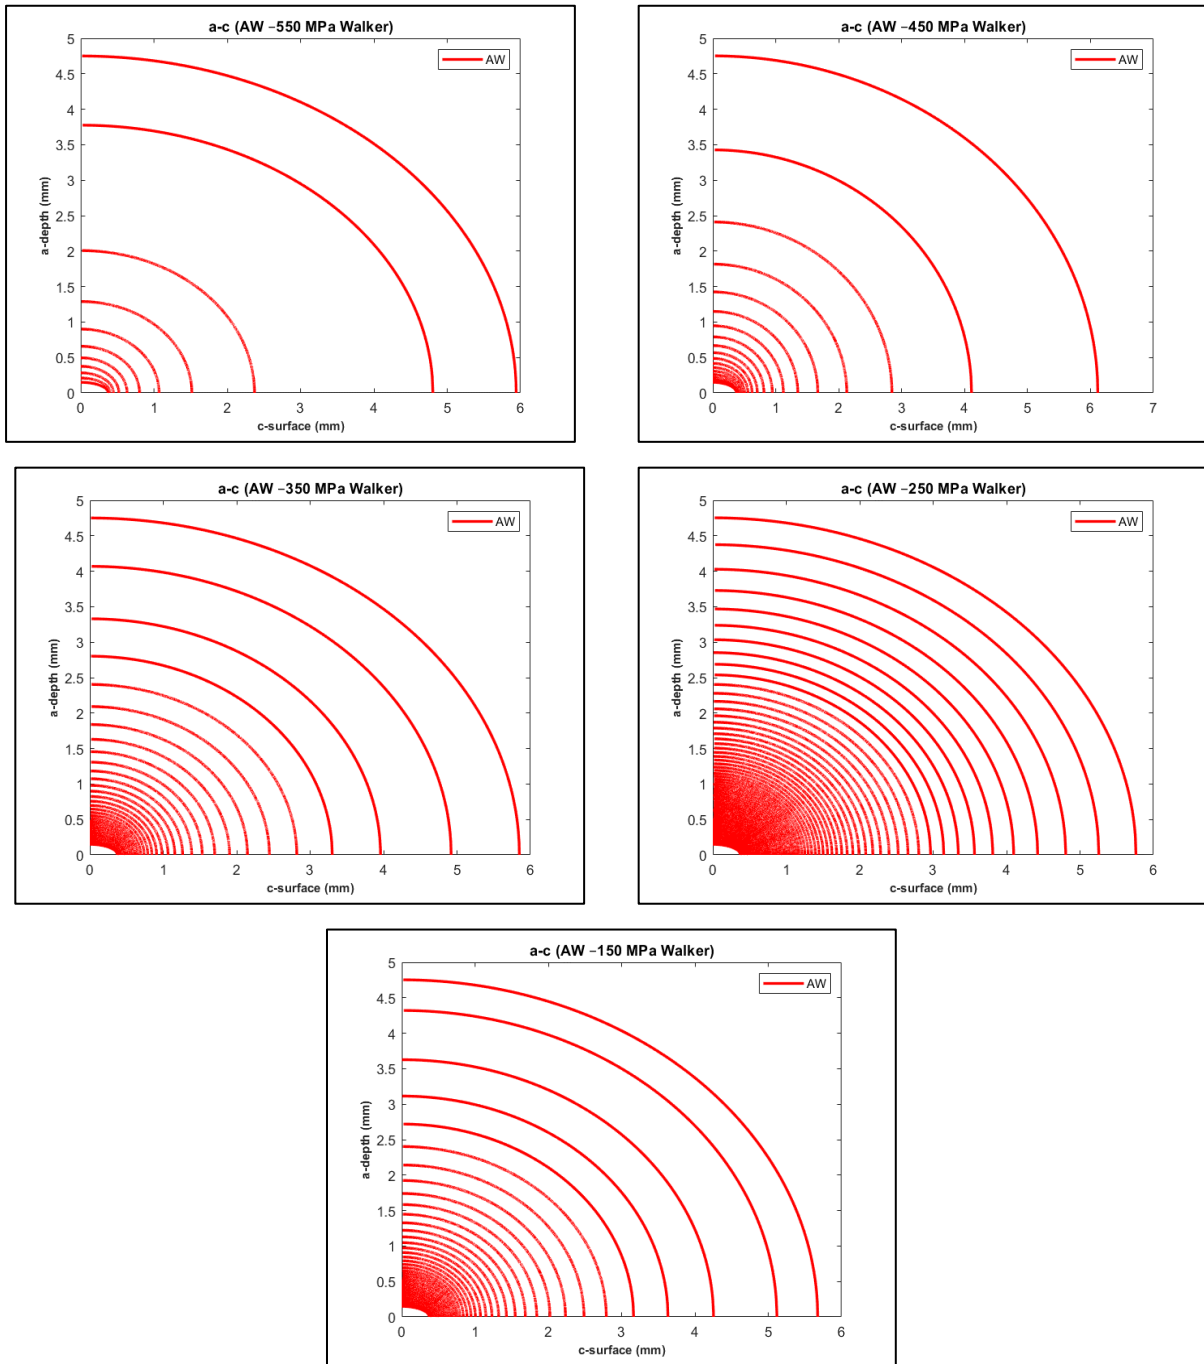 a-c (AW –550 MPa Walker)
AW
5
4.5
4
3.5
3
2.5
2
1.5
1
0.5
0
a-depth (mm)
0 1 2 3 4 5 6
c-surface (mm)
a-c (AW –450 MPa Walker)
AW
5
4.5
4
3.5
3
2.5
2
1.5
1
0.5
0
a-depth (mm)
0 1 2 3 4 5 6 7
c-surface (mm)
a-c (AW –350 MPa Walker)
AW
5
4.5
4
3.5
3
2.5
2
1.5
1
0.5
0
a-depth (mm)
0 1 2 3 4 5 6
c-surface (mm)
a-c (AW –250 MPa Walker)
AW
5
4.5
4
3.5
3
2.5
2
1.5
1
0.5
0
a-depth (mm)
0 1 2 3 4 5 6
c-surface (mm)
a-c (AW –150 MPa Walker)
AW
5
4.5
4
3.5
3
2.5
2
1.5
1
0.5
0
a-depth (mm)
0 1 2 3 4 5 6
c-surface (mm)